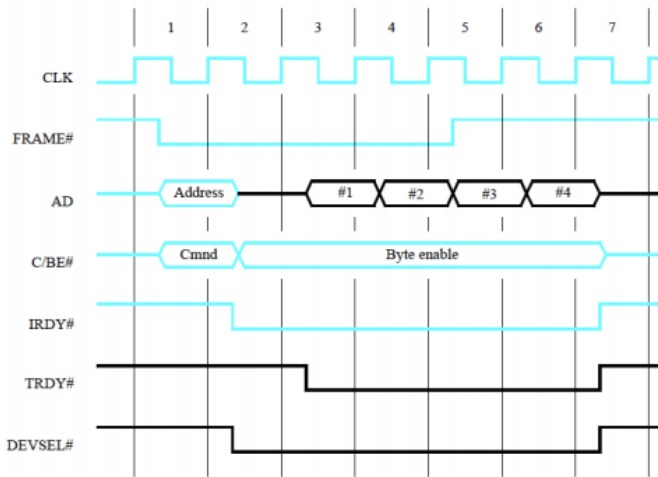 1 2 3 4 5 6 7
CLK
FRAME#
AD Address #1 #2 #3 #4
C/BE# Cmnd Byte enable
IRDY#
TRDY#
DEVSEL#